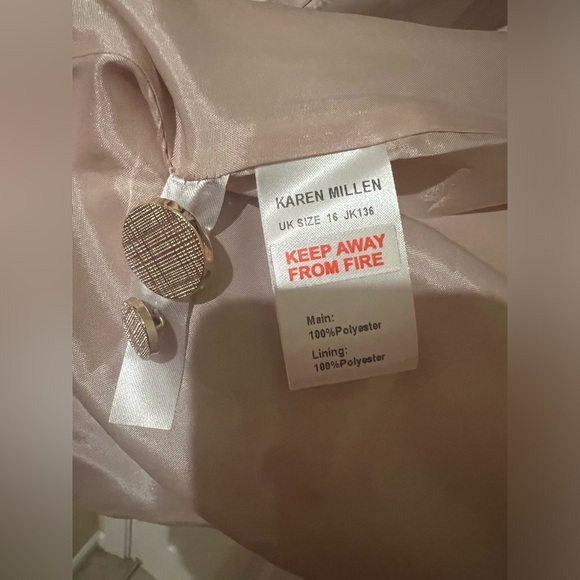 KAREN MILLEN
UK SIZE 16 JK136
KEEP AWAY
FROM FIRE
Main:
100%Polyester
Lining:
100%Polyester